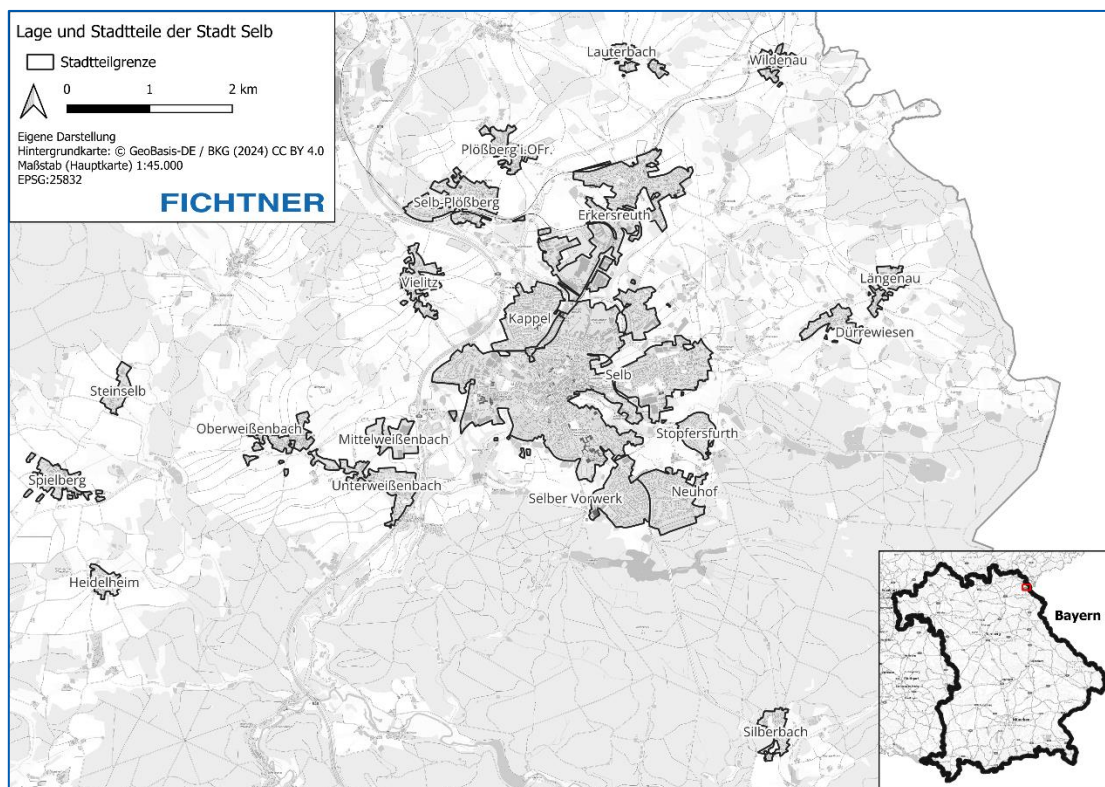 Lage und Stadtteile der Stadt Selb
Stadtteilgrenze
0 1 2 km
Eigene Darstellung
Hintergrundkarte: © GeoBasis-DE / BKG (2024) CC BY 4.0
Maßstab (Hauptkarte) 1:45.000
EPSG:25832
FICHTNER
Lauterbach
Wildenau
Plößberg i.OFr.
Selb-Plößberg
Erkersreuth
Vielitz
Längenau
Kappel
Dürrewiesen
Selb
Steinselb
Oberweißenbach
Mittelweißenbach
Stopfersfurth
Spielberg
Unterweißenbach
Selber Vorwerk
Neuhof
Heidelheim
Silberbach
Bayern